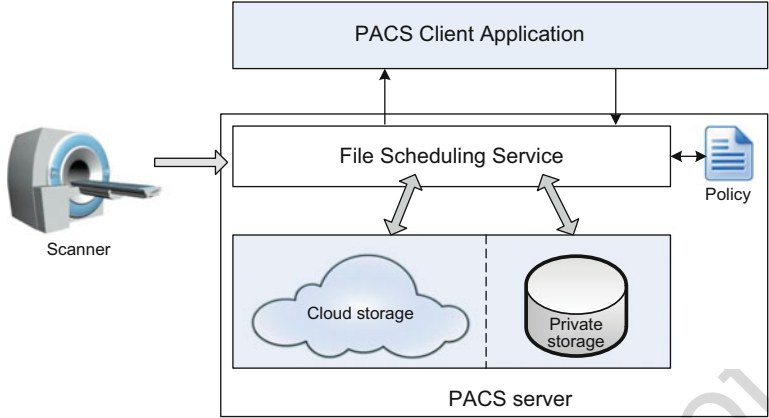 PACS Client Application
File Scheduling Service
Policy
Scanner
Cloud storage
Private
storage
PACS server